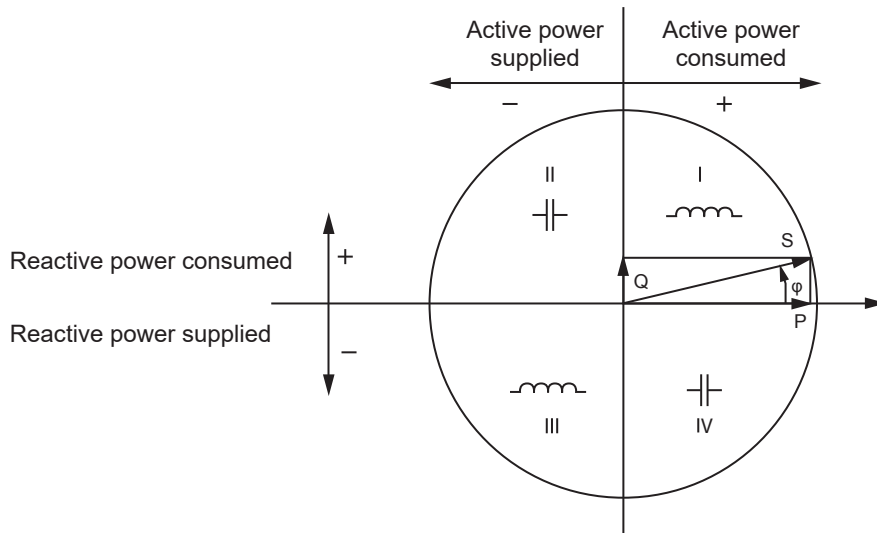 Active power
supplied
Active power
consumed
−
+
II
I
S
Reactive power consumed
+
Q
φ
P
Reactive power supplied
−
III
IV